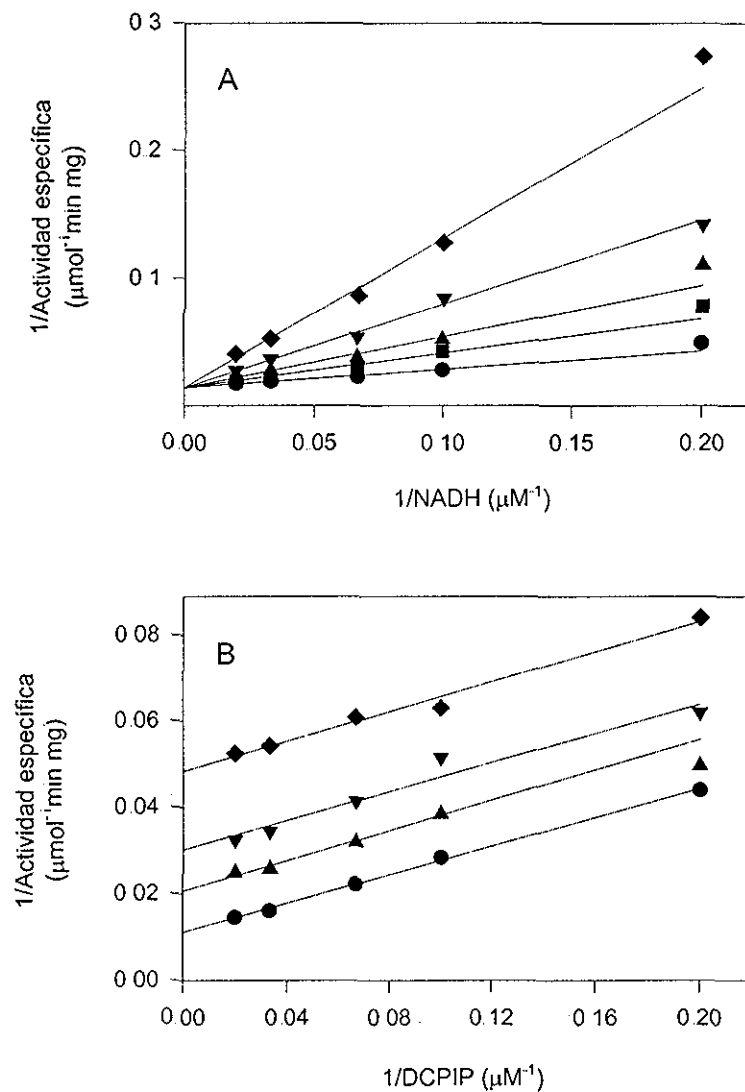 0 3
A
0 2
0 1
1/Actividad específica
(µmol⁻¹min mg)
0 00
0.05
0.10
0.15
0.20
1/NADH (µM⁻¹)
0 08
B
0 06
0 04
0 02
0 00
1/Actividad específica
(µmol⁻¹min mg)
0 00
0.04
0 08
0.12
0 16
0.20
1/DCPIP (µM⁻¹)